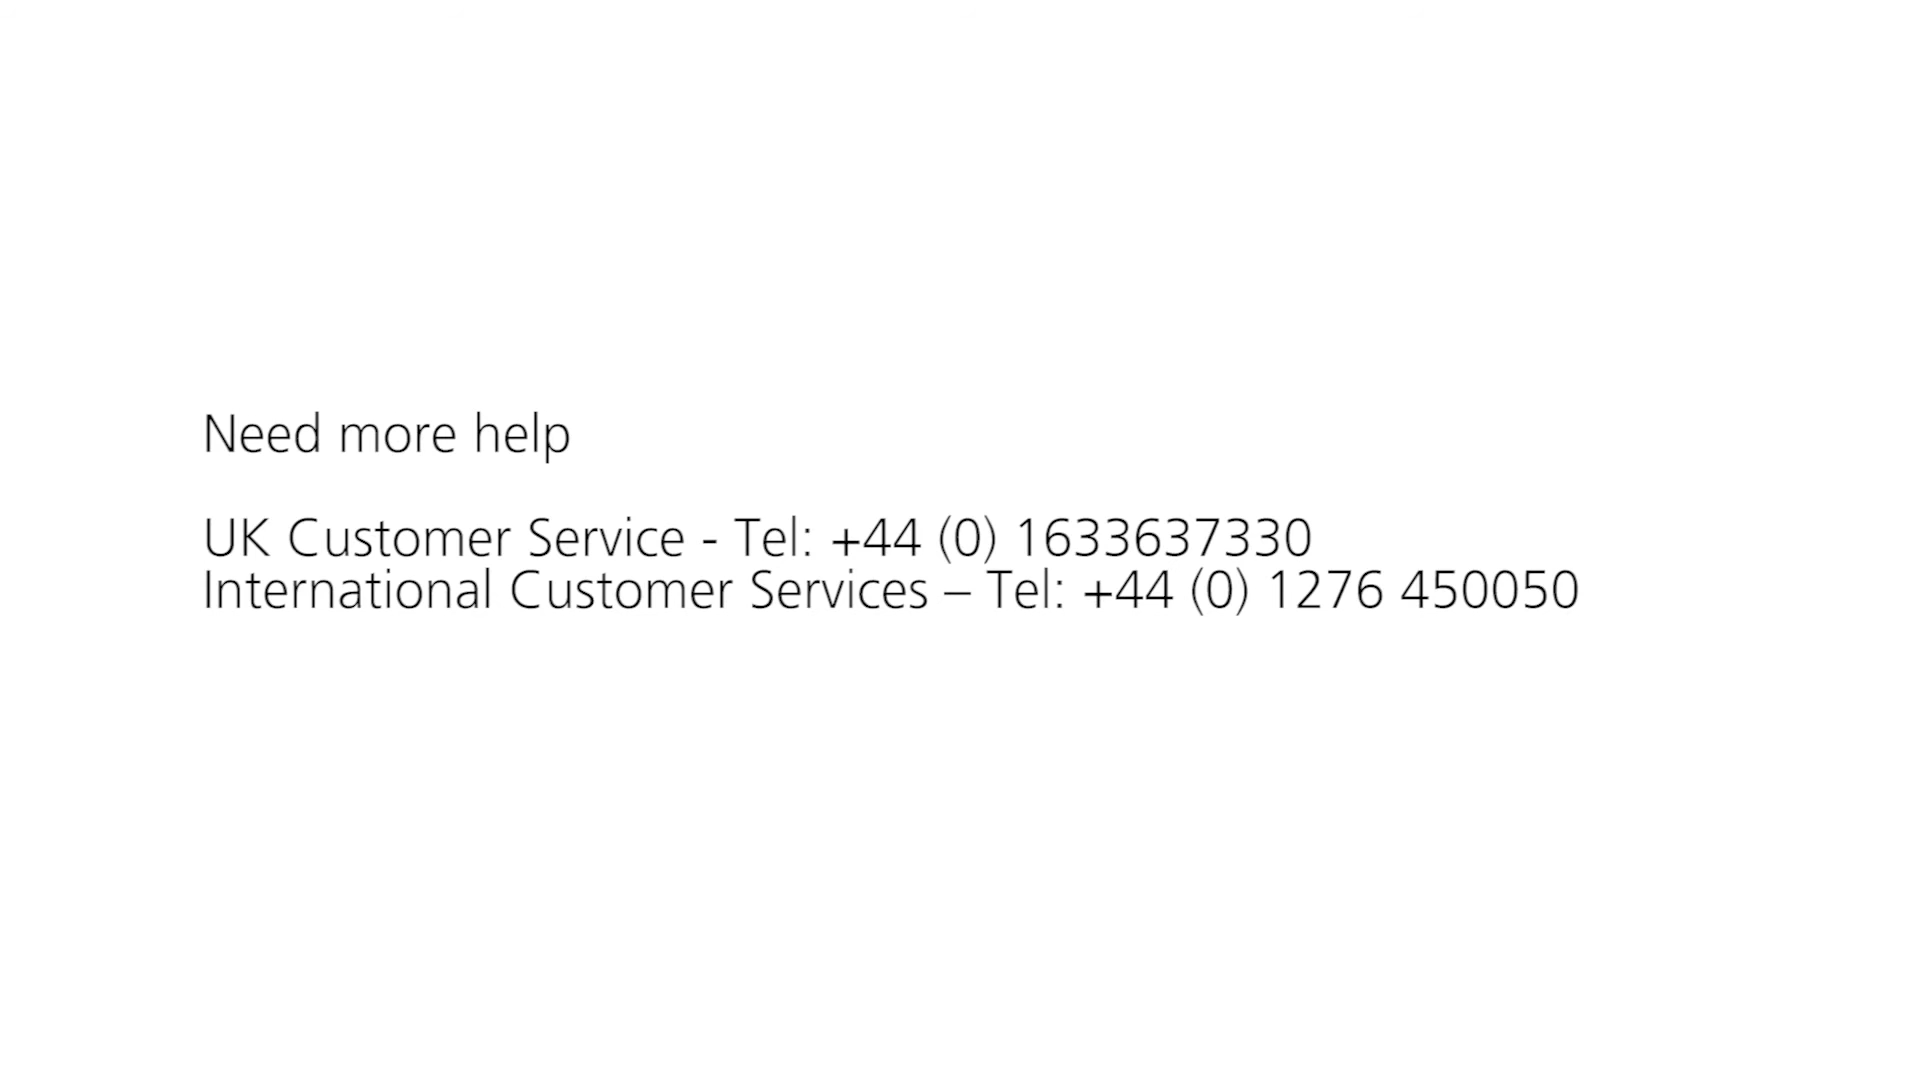 Need more help
UK Customer Service - Tel: +44 (0) 1633637330
International Customer Services – Tel: +44 (0) 1276 450050